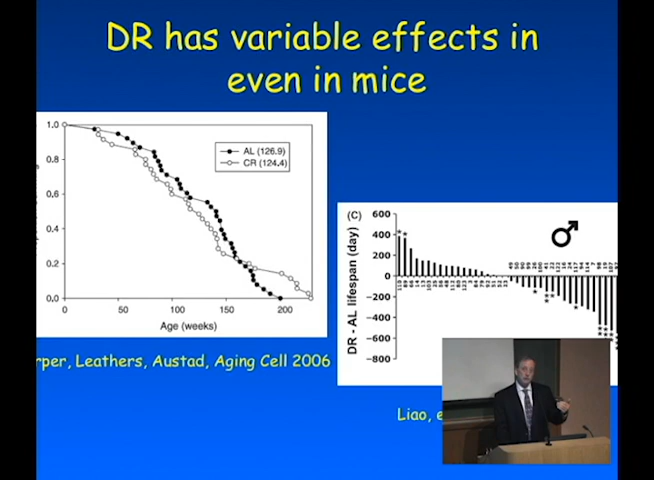 DR has variable effects in
even in mice
1.0
0.8
0.6
0.4
0.2
0.0
AL (126.9)
CR (124.4)
0
50
100
150
200
Age (weeks)
rper, Leathers, Austad, Aging Cell 2006
(C)
DR - AL lifespan (day)
600
400
200
0
−200
−400
−600
−800
Liao, e